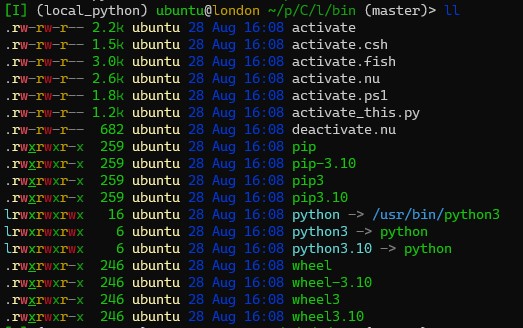 [I] (local_python) ubuntu@london ~/p/C/l/bin (master)> ll
.rw-rw-r-- 2.2k ubuntu 28 Aug 16:08 activate
.rw-rw-r-- 1.5k ubuntu 28 Aug 16:08 activate.csh
.rw-rw-r-- 3.0k ubuntu 28 Aug 16:08 activate.fish
.rw-rw-r-- 2.6k ubuntu 28 Aug 16:08 activate.nu
.rw-rw-r-- 1.8k ubuntu 28 Aug 16:08 activate.ps1
.rw-rw-r-- 1.2k ubuntu 28 Aug 16:08 activate_this.py
.rw-rw-r-- 682 ubuntu 28 Aug 16:08 deactivate.nu
.rwxrwxr-x 259 ubuntu 28 Aug 16:08 pip
.rwxrwxr-x 259 ubuntu 28 Aug 16:08 pip-3.10
.rwxrwxr-x 259 ubuntu 28 Aug 16:08 pip3
.rwxrwxr-x 259 ubuntu 28 Aug 16:08 pip3.10
lrwxrwxrwx 16 ubuntu 28 Aug 16:08 python -> /usr/bin/python3
lrwxrwxrwx 6 ubuntu 28 Aug 16:08 python3 -> python
lrwxrwxrwx 6 ubuntu 28 Aug 16:08 python3.10 -> python
.rwxrwxr-x 246 ubuntu 28 Aug 16:08 wheel
.rwxrwxr-x 246 ubuntu 28 Aug 16:08 wheel-3.10
.rwxrwxr-x 246 ubuntu 28 Aug 16:08 wheel3
.rwxrwxr-x 246 ubuntu 28 Aug 16:08 wheel3.10